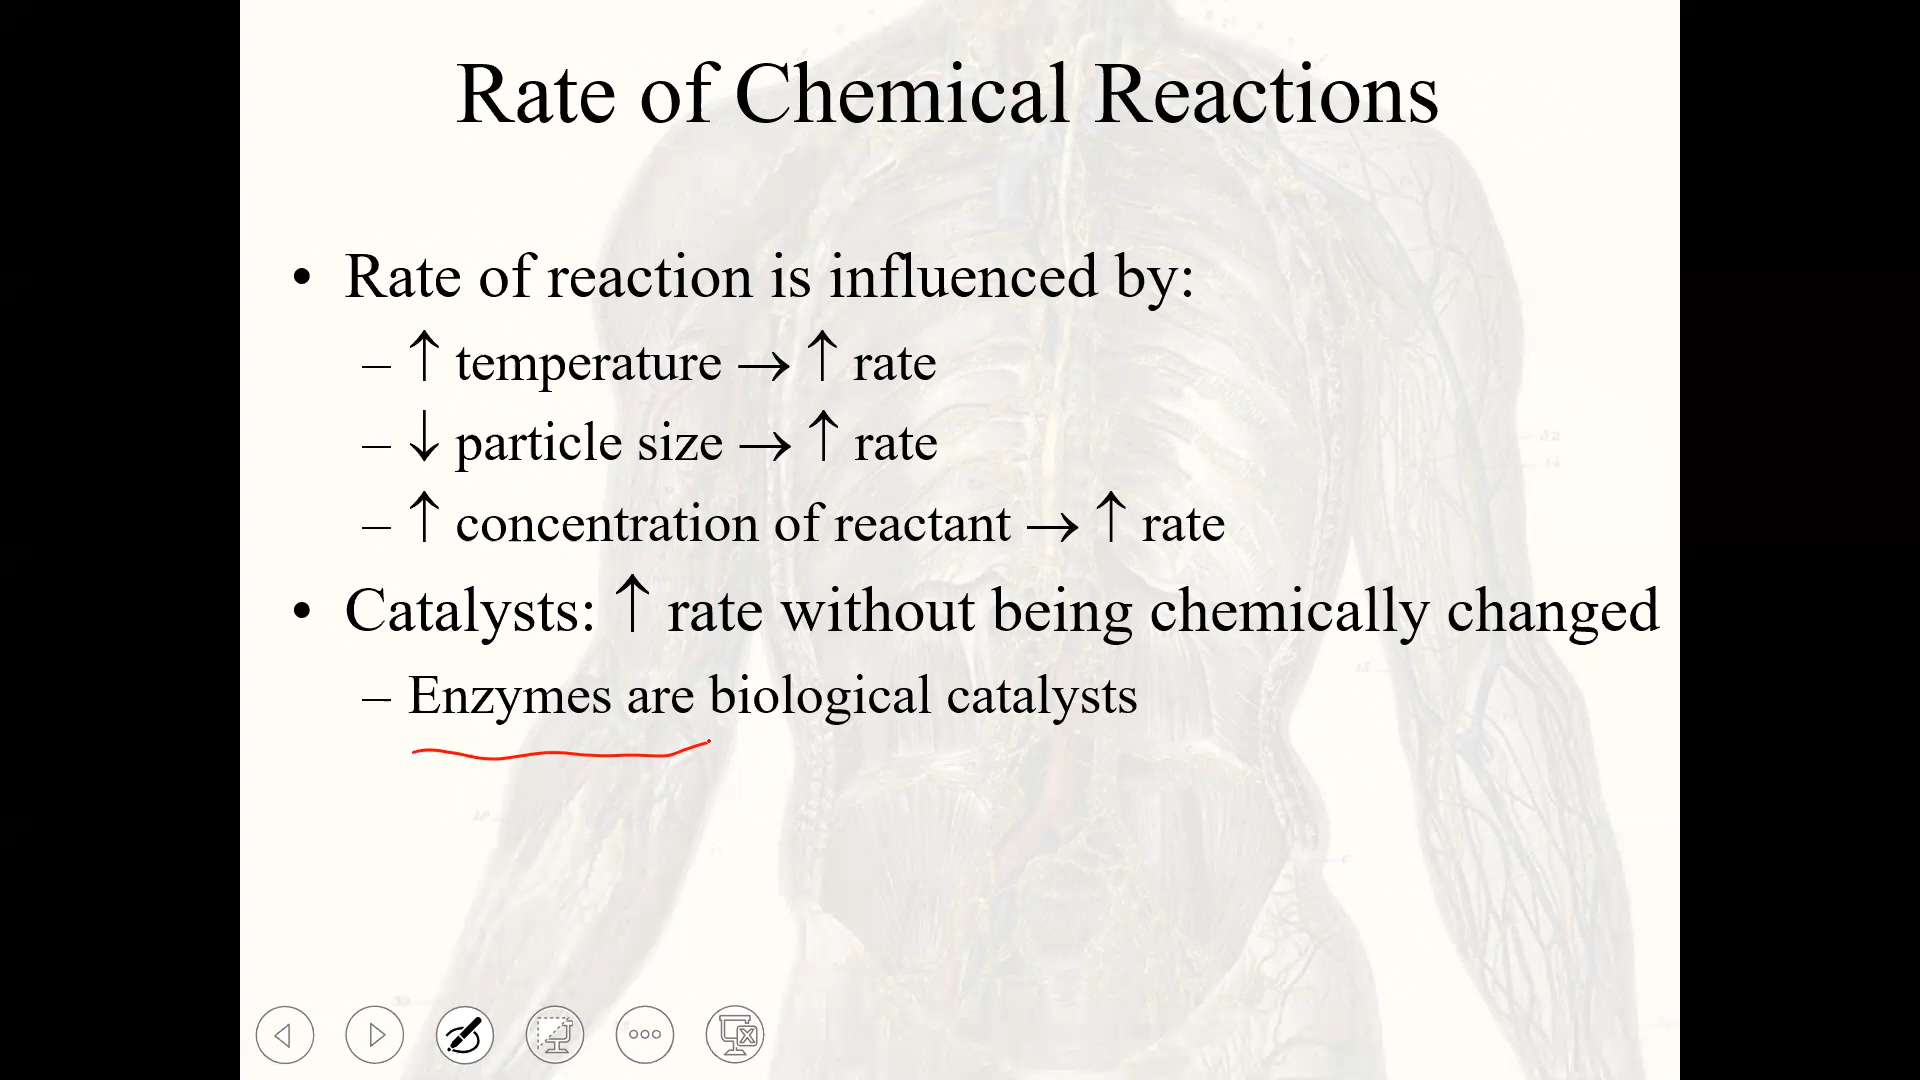 Rate of Chemical Reactions
• Rate of reaction is influenced by:
– ↑ temperature → ↑ rate
– ↓ particle size → ↑ rate
– ↑ concentration of reactant → ↑ rate
• Catalysts: ↑ rate without being chemically changed
– Enzymes are biological catalysts